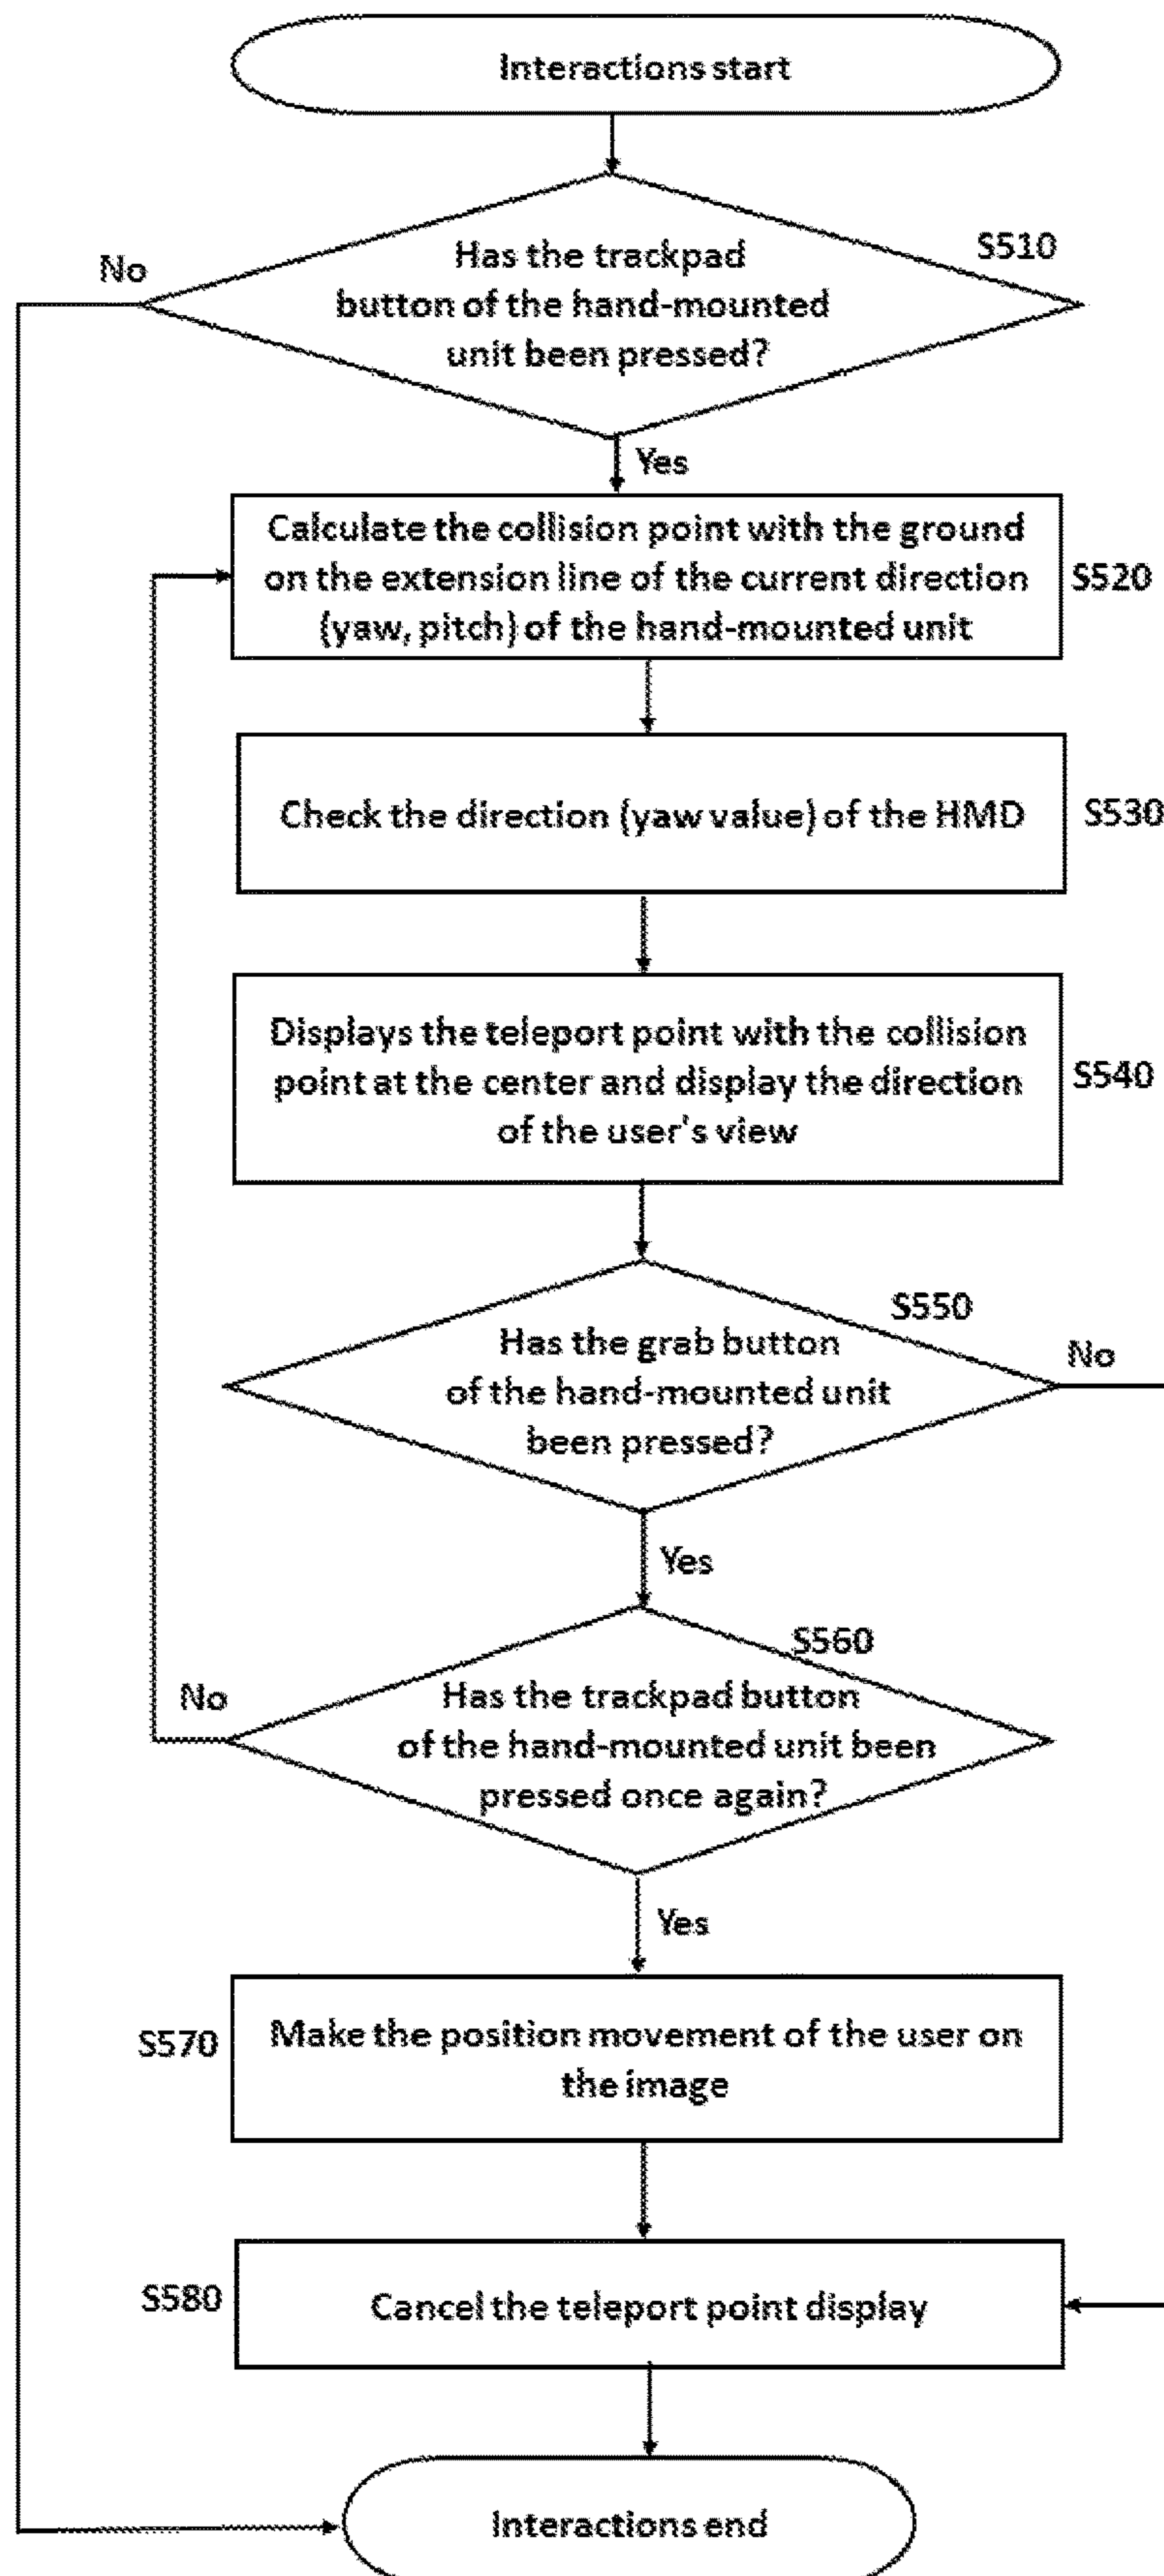 Interactions start
No
Has the trackpad
button of the hand-mounted
unit been pressed?
S510
Yes
Calculate the collision point with the ground
on the extension line of the current direction
(yaw, pitch) of the hand-mounted unit
S520
Check the direction (yaw value) of the HMD
S530
Displays the teleport point with the collision
point at the center and display the direction
of the user's view
S540
S550
Has the grab button
of the hand-mounted unit
been pressed?
No
Yes
S560
No
Has the trackpad button
of the hand-mounted unit been
pressed once again?
Yes
S570
Make the position movement of the user on
the image
S580
Cancel the teleport point display
Interactions end